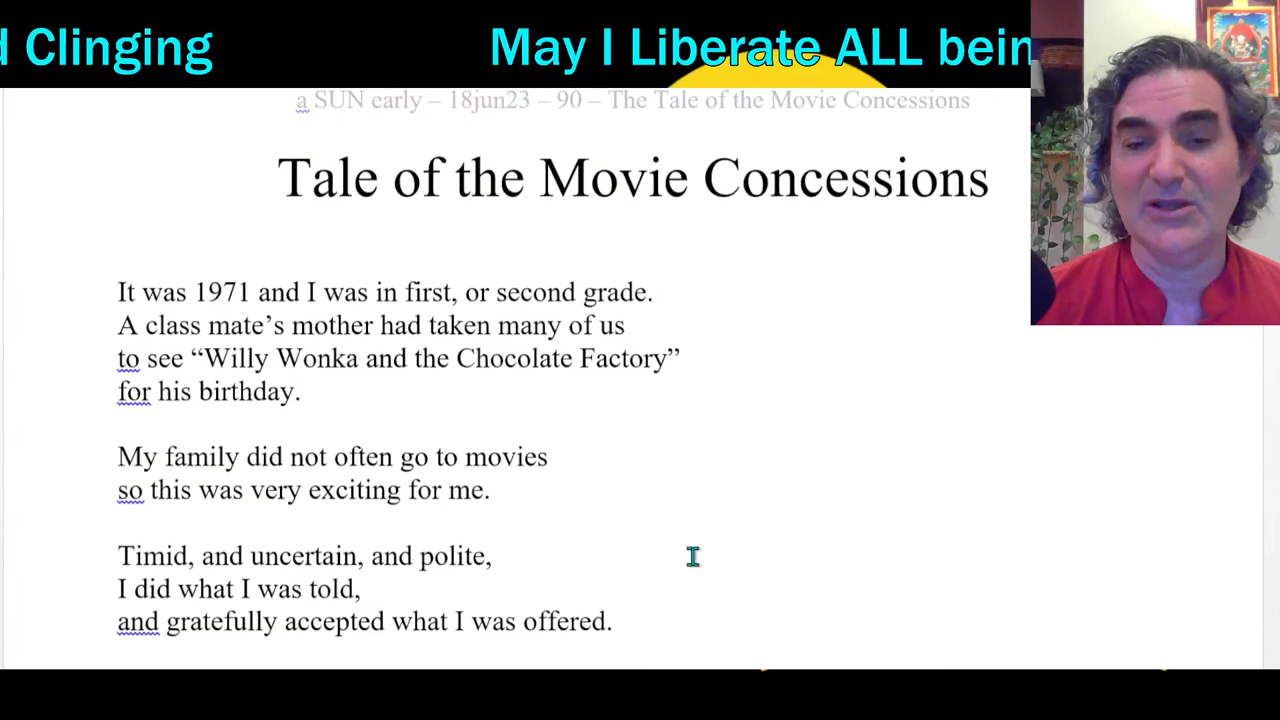 d Clinging May I Liberate ALL bein
a SUN early – 18jun23 – 90 – The Tale of the Movie Concessions
Tale of the Movie Concessions
It was 1971 and I was in first, or second grade.
A class mate’s mother had taken many of us
to see “Willy Wonka and the Chocolate Factory”
for his birthday.
My family did not often go to movies
so this was very exciting for me.
Timid, and uncertain, and polite,
I did what I was told,
and gratefully accepted what I was offered.